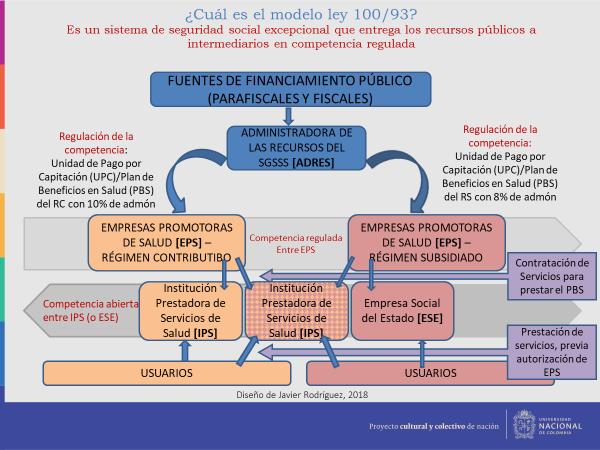 ¿Cuál es el modelo ley 100/93?
Es un sistema de seguridad social excepcional que entrega los recursos públicos a
intermediarios en competencia regulada
FUENTES DE FINANCIAMIENTO PÚBLICO
(PARAFISCALES Y FISCALES)
Regulación de la
competencia:
Unidad de Pago por
Capitación (UPC)/Plan de
Beneficios en Salud (PBS)
del RC con 10% de admón
ADMINISTRADORA DE
LAS RECURSOS DEL
SGSSS [ADRES]
Regulación de la
competencia:
Unidad de Pago por
Capitación (UPC)/Plan de
Beneficios en Salud (PBS)
del RS con 8% de admón
EMPRESAS PROMOTORAS
DE SALUD [EPS] –
RÉGIMEN CONTRIBUTIBO
Competencia regulada
Entre EPS
EMPRESAS PROMOTORAS
DE SALUD [EPS] –
RÉGIMEN SUBSIDIADO
Contratación de
Servicios para
prestar el PBS
Competencia abierta
entre IPS (o ESE)
Institución
Prestadora de
Servicios de
Salud [IPS]
Institución
Prestadora de
Servicios de
Salud [IPS]
Empresa Social
del Estado [ESE]
Prestación de
servicios, previa
autorización de
EPS
USUARIOS
USUARIOS
Diseño de Javier Rodríguez, 2018
Proyecto cultural y colectivo de nación
UNIVERSIDAD
NACIONAL
DE COLOMBIA